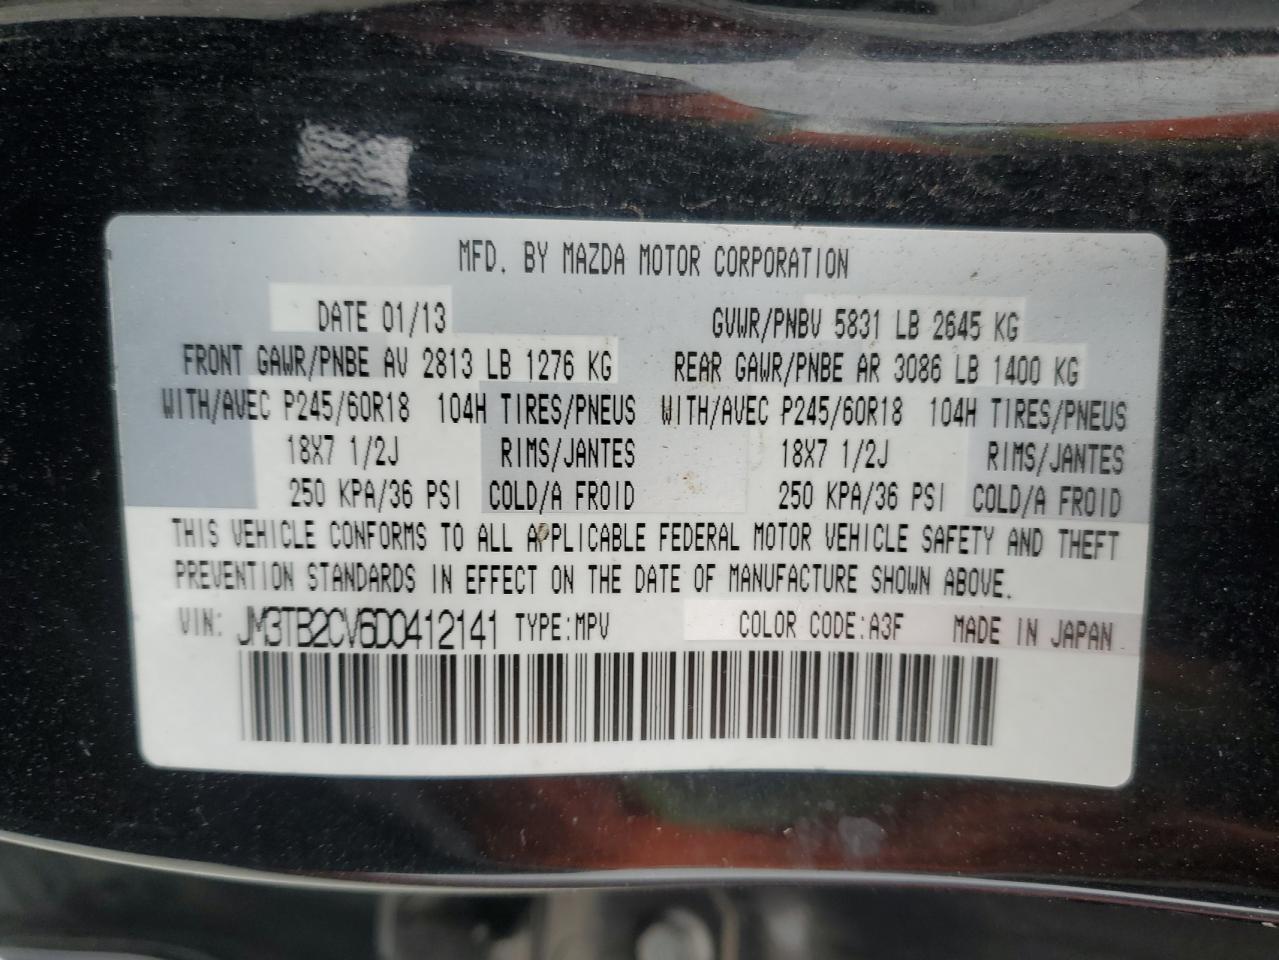 MFD. BY MAZDA MOTOR CORPORATION
DATE 01/13 GVWR/PNBV 5831 LB 2645 KG
FRONT GAWR/PNBE AV 2813 LB 1276 KG REAR GAWR/PNBE AR 3086 LB 1400 KG
WITH/AVEC P245/60R18 104H TIRES/PNEUS WITH/AVEC P245/60R18 104H TIRES/PNEUS
18X7 1/2J RIMS/JANTES 18X7 1/2J RIMS/JANTES
250 KPA/36 PSI COLD/A FROID 250 KPA/36 PSI COLD/A FROID
THIS VEHICLE CONFORMS TO ALL APPLICABLE FEDERAL MOTOR VEHICLE SAFETY AND THEFT
PREVENTION STANDARDS IN EFFECT ON THE DATE OF MANUFACTURE SHOWN ABOVE.
VIN: JM3TB2CV6D0412141 TYPE:MPV COLOR CODE:A3F MADE IN JAPAN